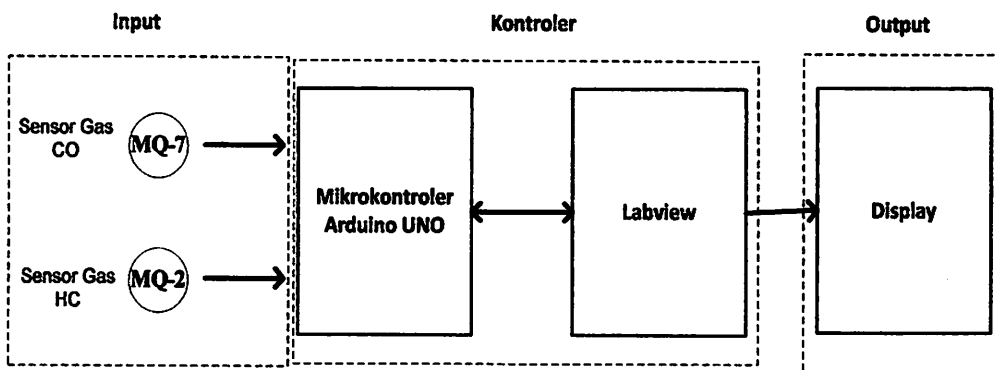 Input
Kontroler
Output
Sensor Gas
CO
MQ-7
Sensor Gas
HC
MQ-2
Mikrokontroler
Arduino UNO
Labview
Display